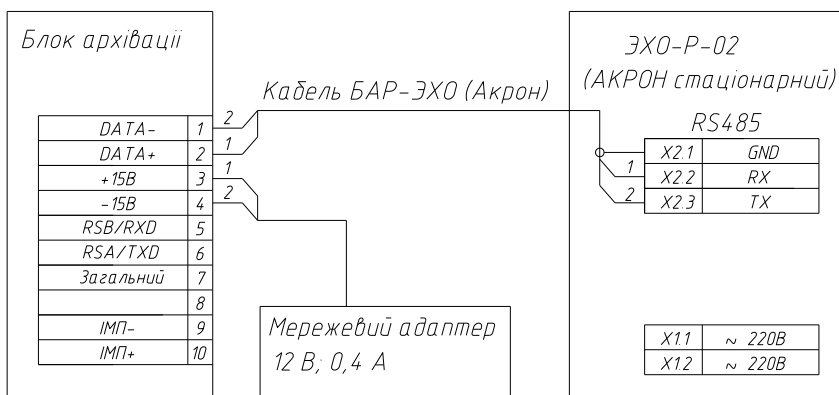 Блок архівації
DATA- 1
DATA+ 2
+15В 3
-15В 4
RSB/RXD 5
RSA/TXD 6
Загальний 7
8
ІМП- 9
ІМП+ 10
2
1
1
2
Кабель БАР-ЭХО (Акрон)
Мережевий адаптер
12 В; 0,4 А
ЭХО-Р-02
(АКРОН стаціонарний)
RS485
X2.1 GND
1 X2.2 RX
2 X2.3 TX
X1.1 ~ 220В
X1.2 ~ 220В